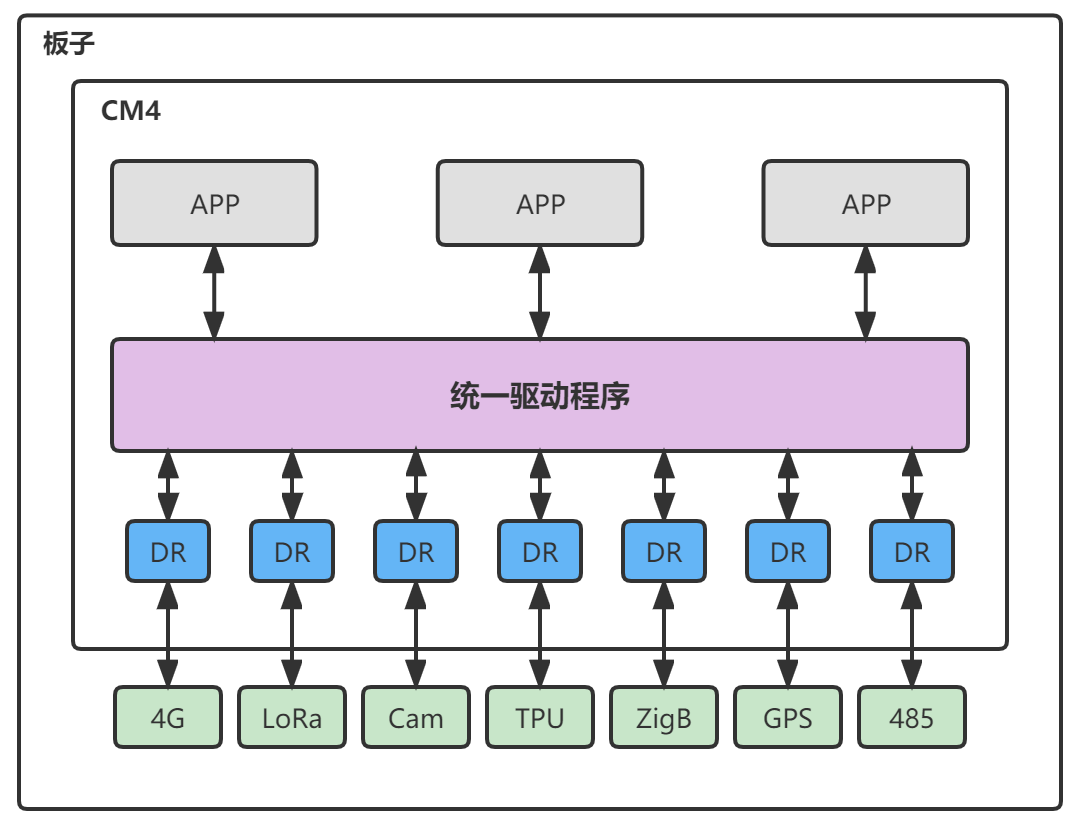 板子
CM4
APP
APP
APP
统一驱动程序
DR
DR
DR
DR
DR
DR
DR
4G
LoRa
Cam
TPU
ZigB
GPS
485